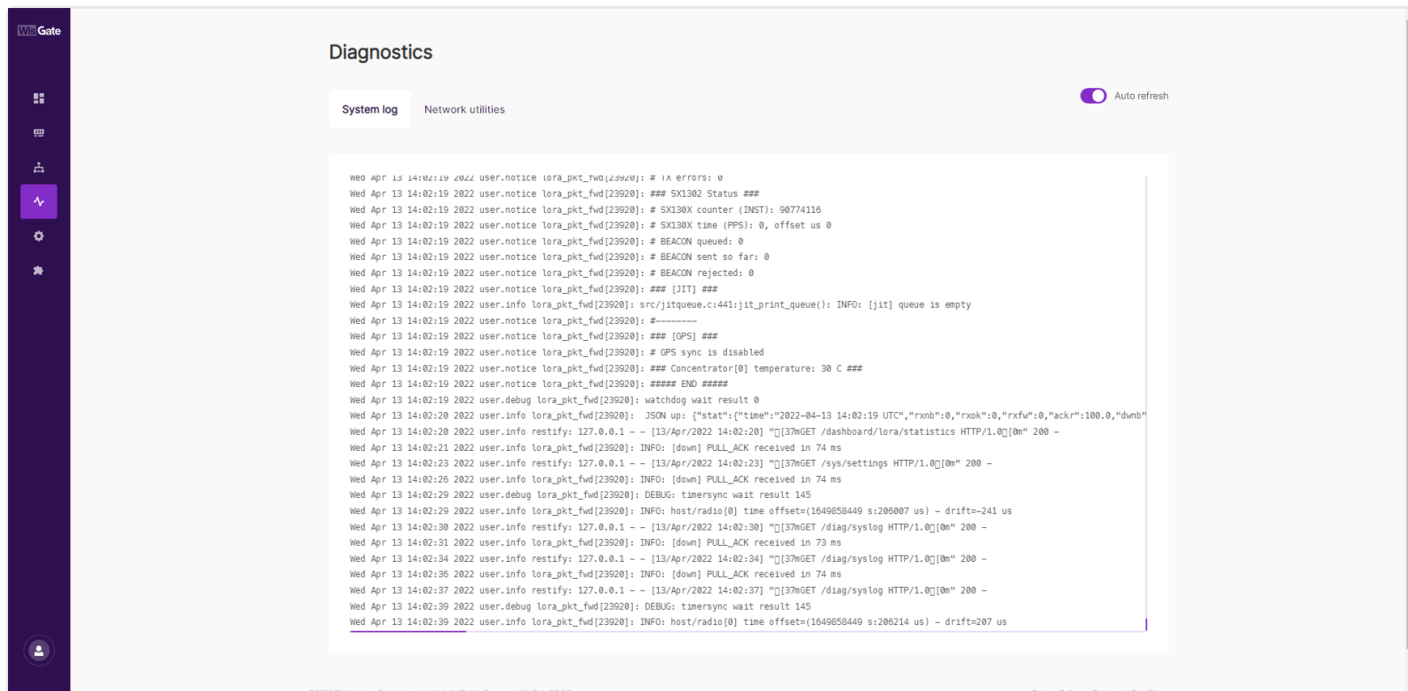 WisGate
Diagnostics
System log
Network utilities
Auto refresh
Wed Apr 13 14:02:19 2022 user.notice lora_pkt_fwd[23920]: # TX errors: 0
Wed Apr 13 14:02:19 2022 user.notice lora_pkt_fwd[23920]: ### SX1302 Status ###
Wed Apr 13 14:02:19 2022 user.notice lora_pkt_fwd[23920]: # SX130X counter (INST): 90774116
Wed Apr 13 14:02:19 2022 user.notice lora_pkt_fwd[23920]: # SX130X time (PPS): 0, offset us 0
Wed Apr 13 14:02:19 2022 user.notice lora_pkt_fwd[23920]: # BEACON queued: 0
Wed Apr 13 14:02:19 2022 user.notice lora_pkt_fwd[23920]: # BEACON sent so far: 0
Wed Apr 13 14:02:19 2022 user.notice lora_pkt_fwd[23920]: # BEACON rejected: 0
Wed Apr 13 14:02:19 2022 user.notice lora_pkt_fwd[23920]: ### [JIT] ###
Wed Apr 13 14:02:19 2022 user.info lora_pkt_fwd[23920]: src/jitqueue.c:441:jit_print_queue(): INFO: [jit] queue is empty
Wed Apr 13 14:02:19 2022 user.notice lora_pkt_fwd[23920]: #--------
Wed Apr 13 14:02:19 2022 user.notice lora_pkt_fwd[23920]: ### [GPS] ###
Wed Apr 13 14:02:19 2022 user.notice lora_pkt_fwd[23920]: # GPS sync is disabled
Wed Apr 13 14:02:19 2022 user.notice lora_pkt_fwd[23920]: ### Concentrator[0] temperature: 30 C ###
Wed Apr 13 14:02:19 2022 user.notice lora_pkt_fwd[23920]: ##### END #####
Wed Apr 13 14:02:19 2022 user.debug lora_pkt_fwd[23920]: watchdog wait result 0
Wed Apr 13 14:02:20 2022 user.info lora_pkt_fwd[23920]: JSON up: {"stat":{"time":"2022-04-13 14:02:19 UTC","rxnb":0,"rxok":0,"rxfw":0,"ackr":100.0,"dwnb"
Wed Apr 13 14:02:20 2022 user.info restify: 127.0.0.1 - - [13/Apr/2022 14:02:20] "▯[37mGET /dashboard/lora/statistics HTTP/1.0▯[0m" 200 -
Wed Apr 13 14:02:21 2022 user.info lora_pkt_fwd[23920]: INFO: [down] PULL_ACK received in 74 ms
Wed Apr 13 14:02:23 2022 user.info restify: 127.0.0.1 - - [13/Apr/2022 14:02:23] "▯[37mGET /sys/settings HTTP/1.0▯[0m" 200 -
Wed Apr 13 14:02:26 2022 user.info lora_pkt_fwd[23920]: INFO: [down] PULL_ACK received in 74 ms
Wed Apr 13 14:02:29 2022 user.debug lora_pkt_fwd[23920]: DEBUG: timersync wait result 145
Wed Apr 13 14:02:29 2022 user.info lora_pkt_fwd[23920]: INFO: host/radio[0] time offset=(1649858449 s:206007 us) - drift=-241 us
Wed Apr 13 14:02:30 2022 user.info restify: 127.0.0.1 - - [13/Apr/2022 14:02:30] "▯[37mGET /diag/syslog HTTP/1.0▯[0m" 200 -
Wed Apr 13 14:02:31 2022 user.info lora_pkt_fwd[23920]: INFO: [down] PULL_ACK received in 73 ms
Wed Apr 13 14:02:34 2022 user.info restify: 127.0.0.1 - - [13/Apr/2022 14:02:34] "▯[37mGET /diag/syslog HTTP/1.0▯[0m" 200 -
Wed Apr 13 14:02:36 2022 user.info lora_pkt_fwd[23920]: INFO: [down] PULL_ACK received in 74 ms
Wed Apr 13 14:02:37 2022 user.info restify: 127.0.0.1 - - [13/Apr/2022 14:02:37] "▯[37mGET /diag/syslog HTTP/1.0▯[0m" 200 -
Wed Apr 13 14:02:39 2022 user.debug lora_pkt_fwd[23920]: DEBUG: timersync wait result 145
Wed Apr 13 14:02:39 2022 user.info lora_pkt_fwd[23920]: INFO: host/radio[0] time offset=(1649858449 s:206214 us) - drift=207 us